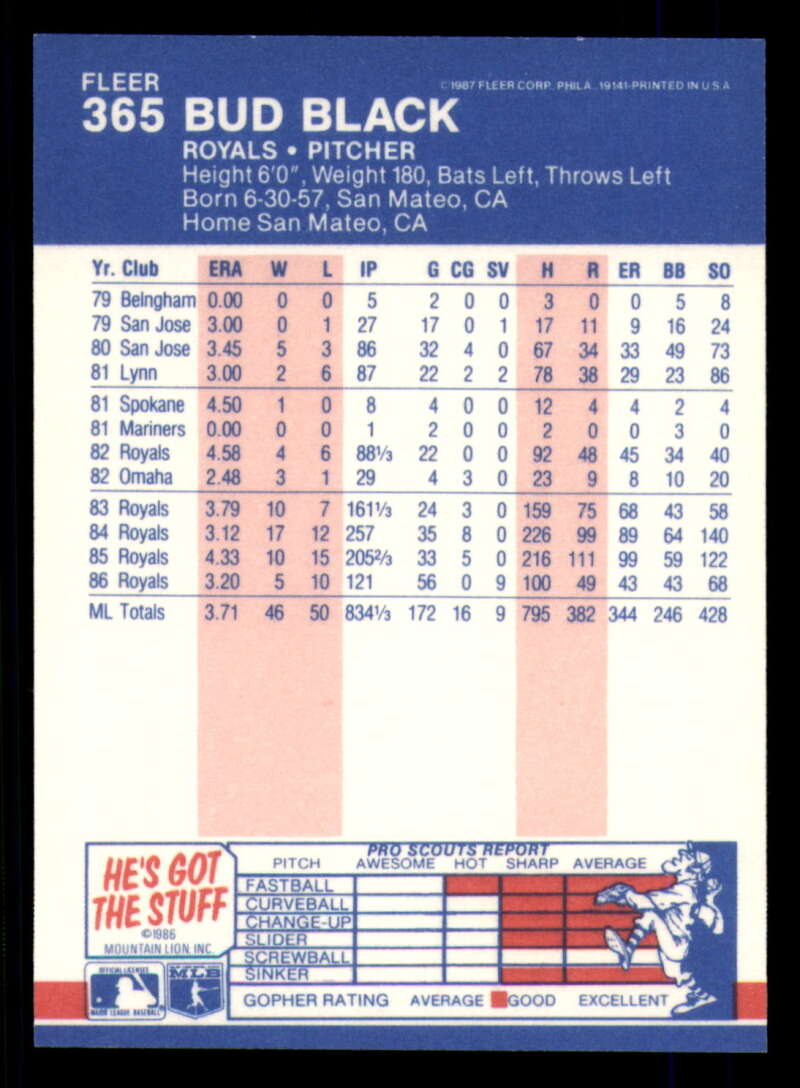 FLEER
©1987 FLEER CORP. PHILA. 19141-PRINTED IN U S A
365 BUD BLACK
ROYALS • PITCHER
Height 6'0", Weight 180, Bats Left, Throws Left
Born 6-30-57, San Mateo, CA
Home San Mateo, CA
Yr. Club ERA W L IP G CG SV H R ER BB SO
79 Belngham 0.00 0 0 5 2 0 0 3 0 0 5 8
79 San Jose 3.00 0 1 27 17 0 1 17 11 9 16 24
80 San Jose 3.45 5 3 86 32 4 0 67 34 33 49 73
81 Lynn 3.00 2 6 87 22 2 2 78 38 29 23 86
81 Spokane 4.50 1 0 8 4 0 0 12 4 4 2 4
81 Mariners 0.00 0 0 1 2 0 0 2 0 0 3 0
82 Royals 4.58 4 6 88⅓ 22 0 0 92 48 45 34 40
82 Omaha 2.48 3 1 29 4 3 0 23 9 8 10 20
83 Royals 3.79 10 7 161⅓ 24 3 0 159 75 68 43 58
84 Royals 3.12 17 12 257 35 8 0 226 99 89 64 140
85 Royals 4.33 10 15 205⅔ 33 5 0 216 111 99 59 122
86 Royals 3.20 5 10 121 56 0 9 100 49 43 43 68
ML Totals 3.71 46 50 834⅓ 172 16 9 795 382 344 246 428
HE'S GOT
THE STUFF
©1986
MOUNTAIN LION, INC.
PRO SCOUTS REPORT
PITCH AWESOME HOT SHARP AVERAGE
FASTBALL
CURVEBALL
CHANGE-UP
SLIDER
SCREWBALL
SINKER
GOPHER RATING AVERAGE GOOD EXCELLENT
OFFICIAL LICENSEE
MAJOR LEAGUE BASEBALL
MLB